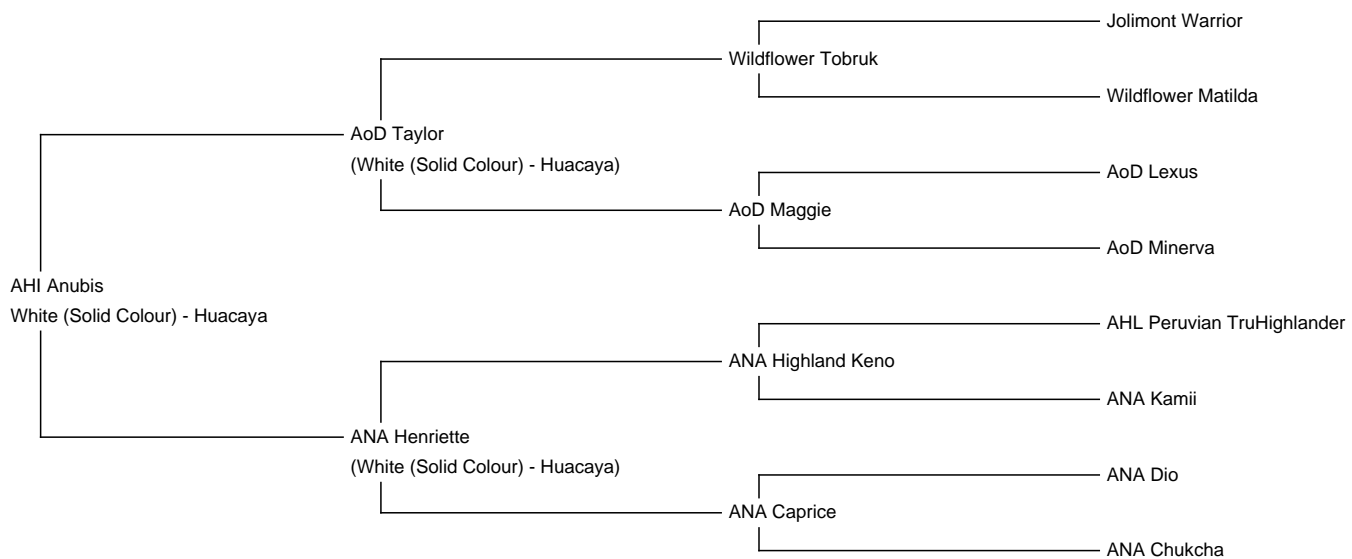 Jolimont Warrior
Wildflower Tobruk
Wildflower Matilda
AoD Taylor
(White (Solid Colour) - Huacaya)
AoD Lexus
AoD Maggie
AoD Minerva
AHI Anubis
White (Solid Colour) - Huacaya
AHL Peruvian TruHighlander
ANA Highland Keno
ANA Kamii
ANA Henriette
(White (Solid Colour) - Huacaya)
ANA Dio
ANA Caprice
ANA Chukcha